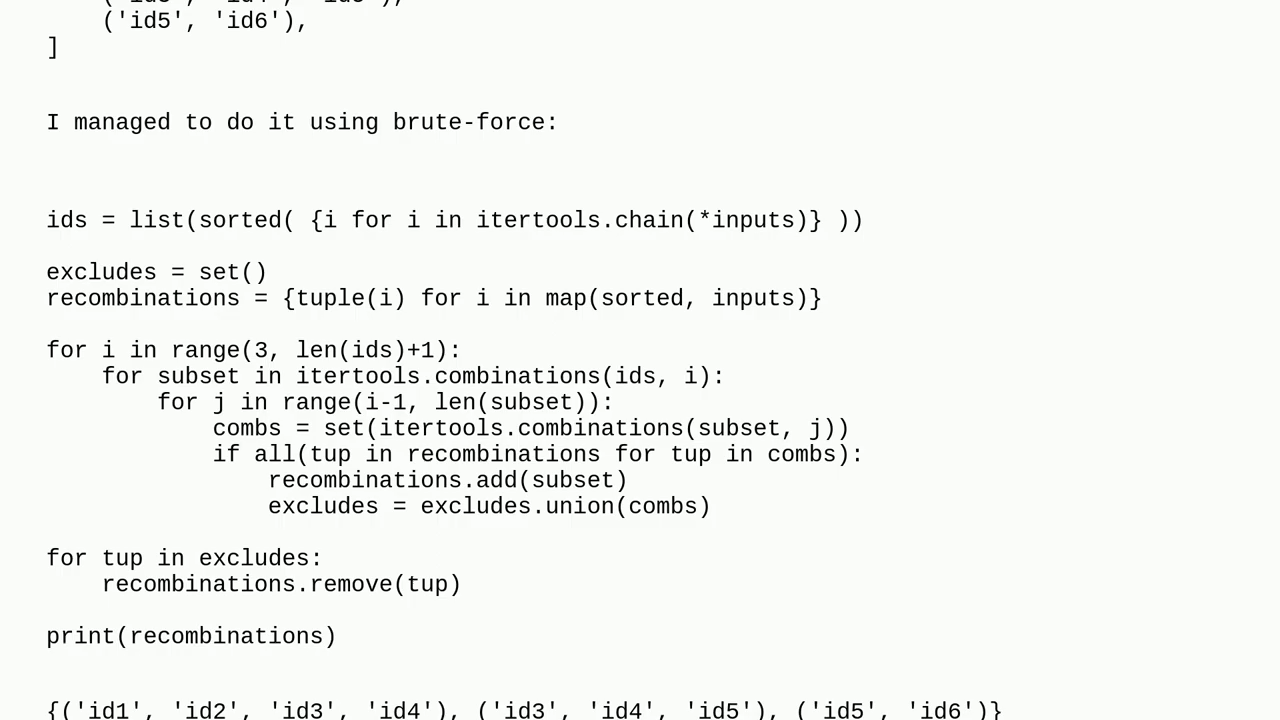 ('id3', 'id4', 'id5'),
('id5', 'id6'),
]
I managed to do it using brute-force:
ids = list(sorted( {i for i in itertools.chain(*inputs)} ))
excludes = set()
recombinations = {tuple(i) for i in map(sorted, inputs)}
for i in range(3, len(ids)+1):
    for subset in itertools.combinations(ids, i):
        for j in range(i-1, len(subset)):
            combs = set(itertools.combinations(subset, j))
            if all(tup in recombinations for tup in combs):
                recombinations.add(subset)
                excludes = excludes.union(combs)
for tup in excludes:
    recombinations.remove(tup)
print(recombinations)
{('id1', 'id2', 'id3', 'id4'), ('id3', 'id4', 'id5'), ('id5', 'id6')}